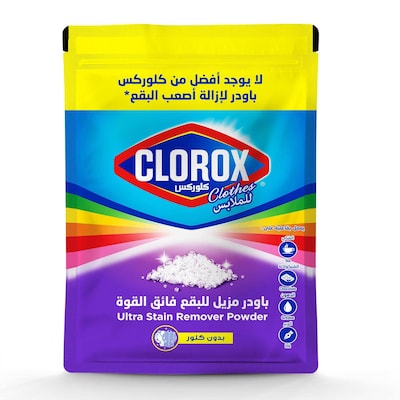 لا يوجد أفضل من كلوركس
باودر لإزالة أصعب البقع*
CLOROX
كلوركس
Clothes®
للملابس
باودر مزيل للبقع فائق القوة
Ultra Stain Remover Powder
بدون كلور